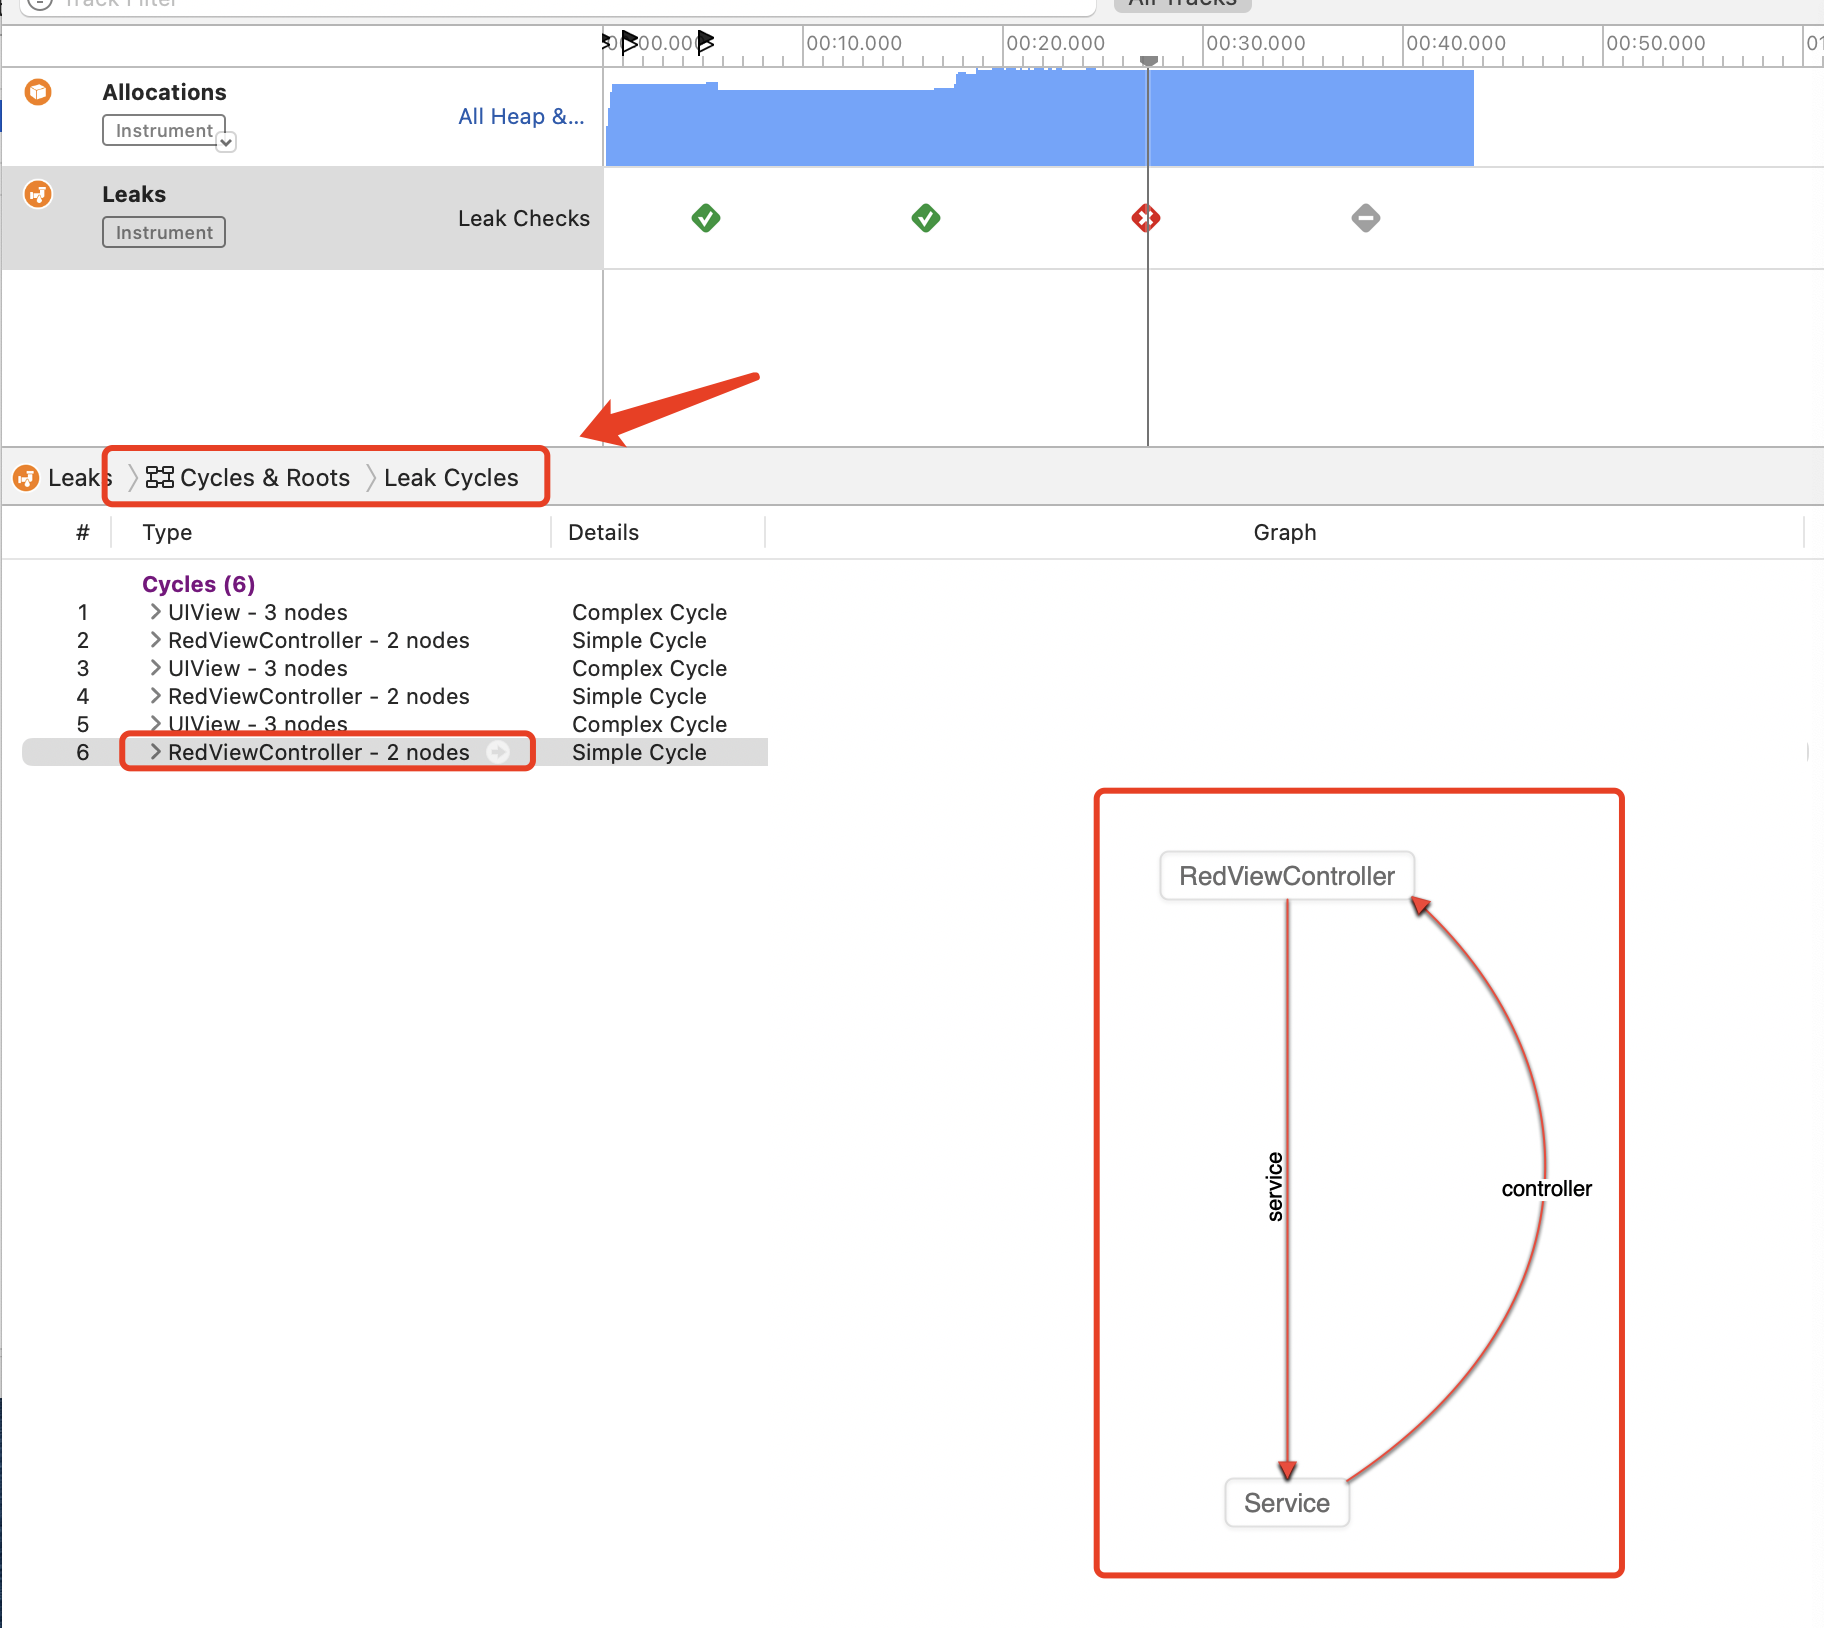 Track Filter
All Tracks
00:10.000
00:20.000
00:30.000
00:40.000
00:50.000
Allocations
Instrument
All Heap &...
Leaks
Instrument
Leak Checks
Leaks
Cycles & Roots
Leak Cycles
# Type Details Graph
Cycles (6)
1 UIView - 3 nodes Complex Cycle
2 RedViewController - 2 nodes Simple Cycle
3 UIView - 3 nodes Complex Cycle
4 RedViewController - 2 nodes Simple Cycle
5 UIView - 3 nodes Complex Cycle
6 RedViewController - 2 nodes Simple Cycle
RedViewController
service
controller
Service